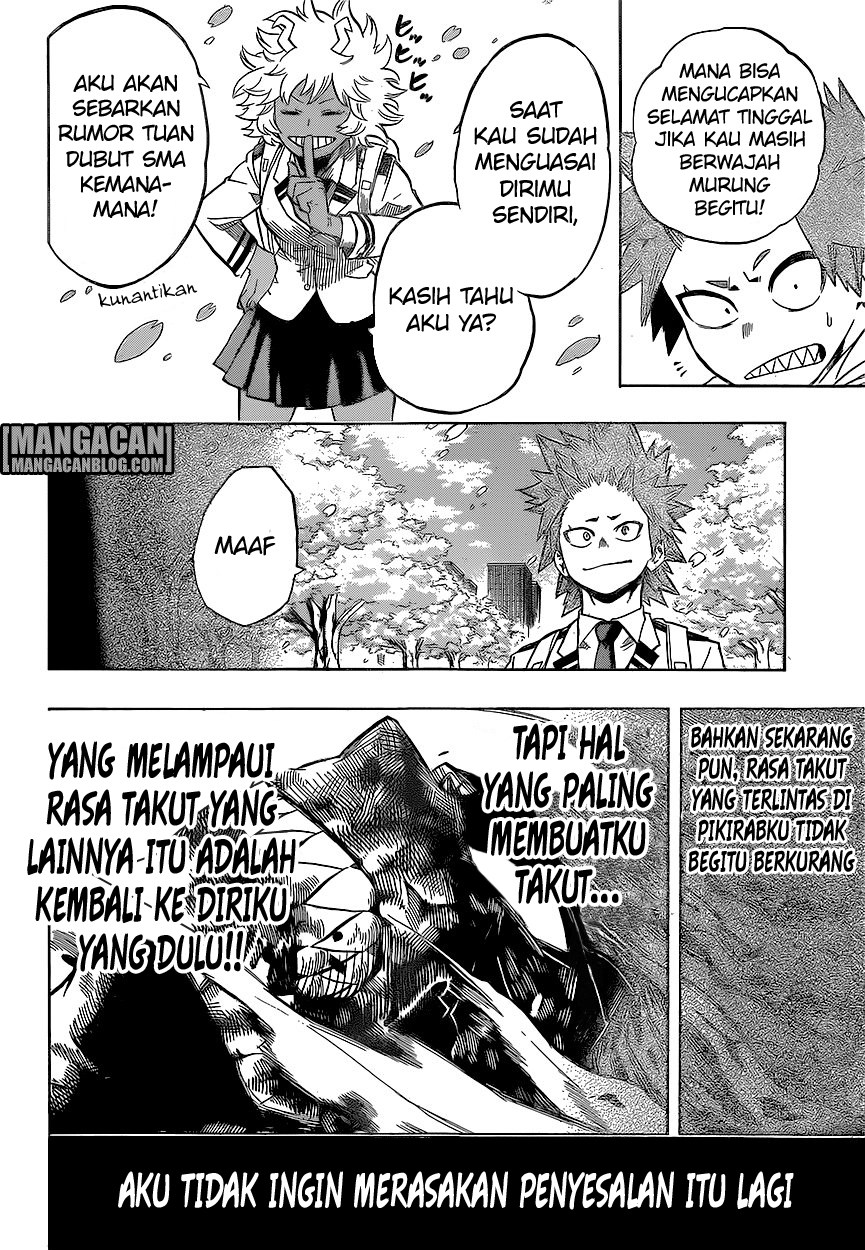 MANA BISA
MENGUCAPKAN
SELAMAT TINGGAL
JIKA KAU MASIH
BERWAJAH
MURUNG
BEGITU!
SAAT
KAU SUDAH
MENGUASAI
DIRIMU
SENDIRI,
KASIH TAHU
AKU YA?
ヒヒヒ
AKU AKAN
SEBARKAN
RUMOR TUAN
DUBUT SMA
KEMANA-
MANA!
kunantikan
[MANGACAN]
MANGACANBLOG.COM
MAAF
BAHKAN SEKARANG
PUN, RASA TAKUT
YANG TERLINTAS DI
PIKIRABKU TIDAK
BEGITU BERKURANG
TAPI HAL
YANG PALING
MEMBUATKU
TAKUT...
YANG MELAMPAUI
RASA TAKUT YANG
LAINNYA ITU ADALAH
KEMBALI KE DIRIKU
YANG DULU!!
AKU TIDAK INGIN MERASAKAN PENYESALAN ITU LAGI